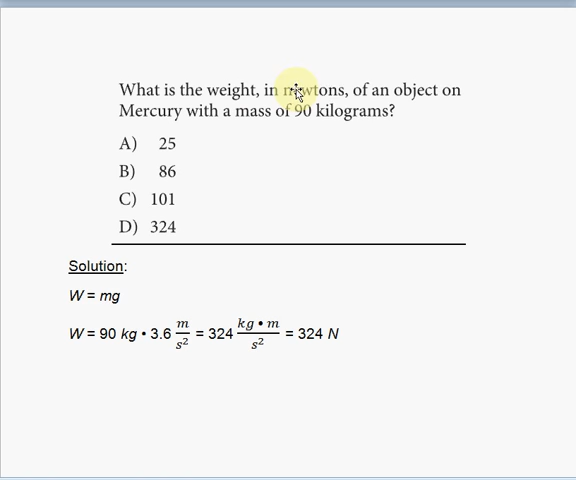 What is the weight, in newtons, of an object on
Mercury with a mass of 90 kilograms?
A) 25
B) 86
C) 101
D) 324
Solution:
W = mg
W = 90 kg • 3.6 m/s² = 324 kg • m/s² = 324 N